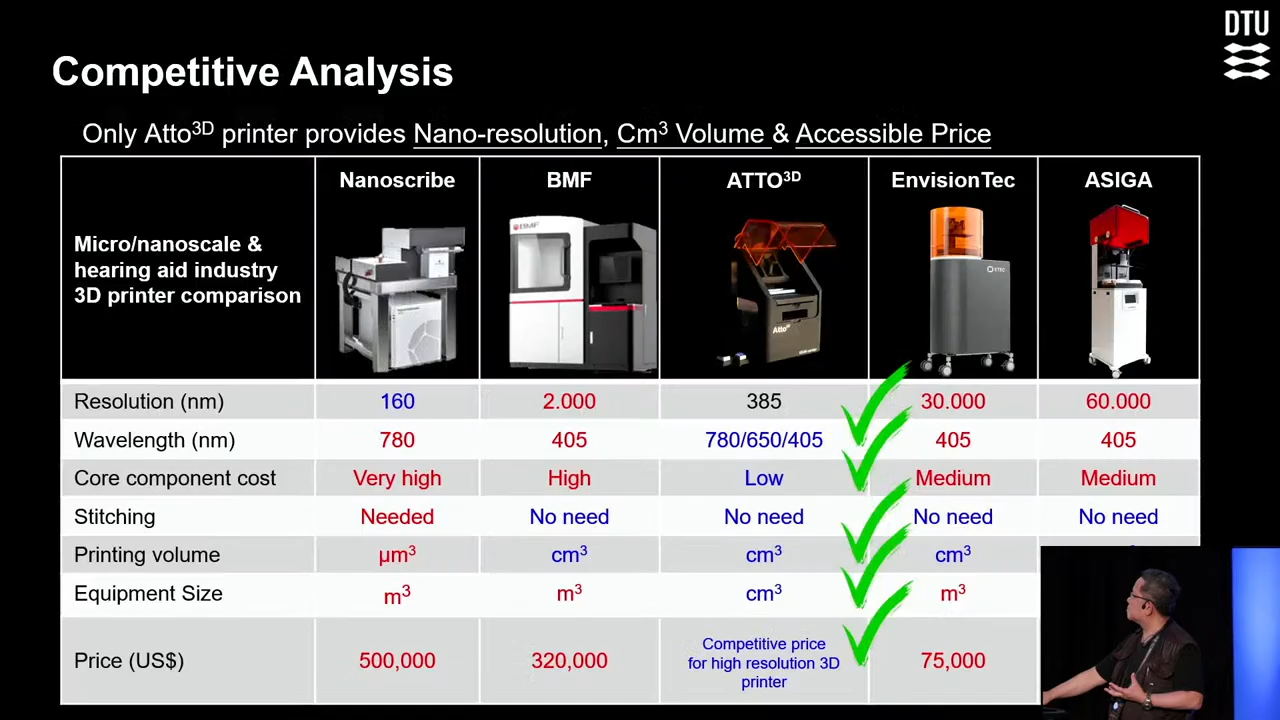 DTU
Competitive Analysis
Only Atto3D printer provides Nano-resolution, Cm3 Volume & Accessible Price
Micro/nanoscale &
hearing aid industry
3D printer comparison
Nanoscribe
BMF
ATTO3D
EnvisionTec
ASIGA
BMF
Atto3D
ETEC
Resolution (nm) 160 2.000 385 30.000 60.000
Wavelength (nm) 780 405 780/650/405 405 405
Core component cost Very high High Low Medium Medium
Stitching Needed No need No need No need No need
Printing volume µm3 cm3 cm3 cm3
Equipment Size m3 m3 cm3 m3
Price (US$) 500,000 320,000 Competitive price
for high resolution 3D
printer
75,000